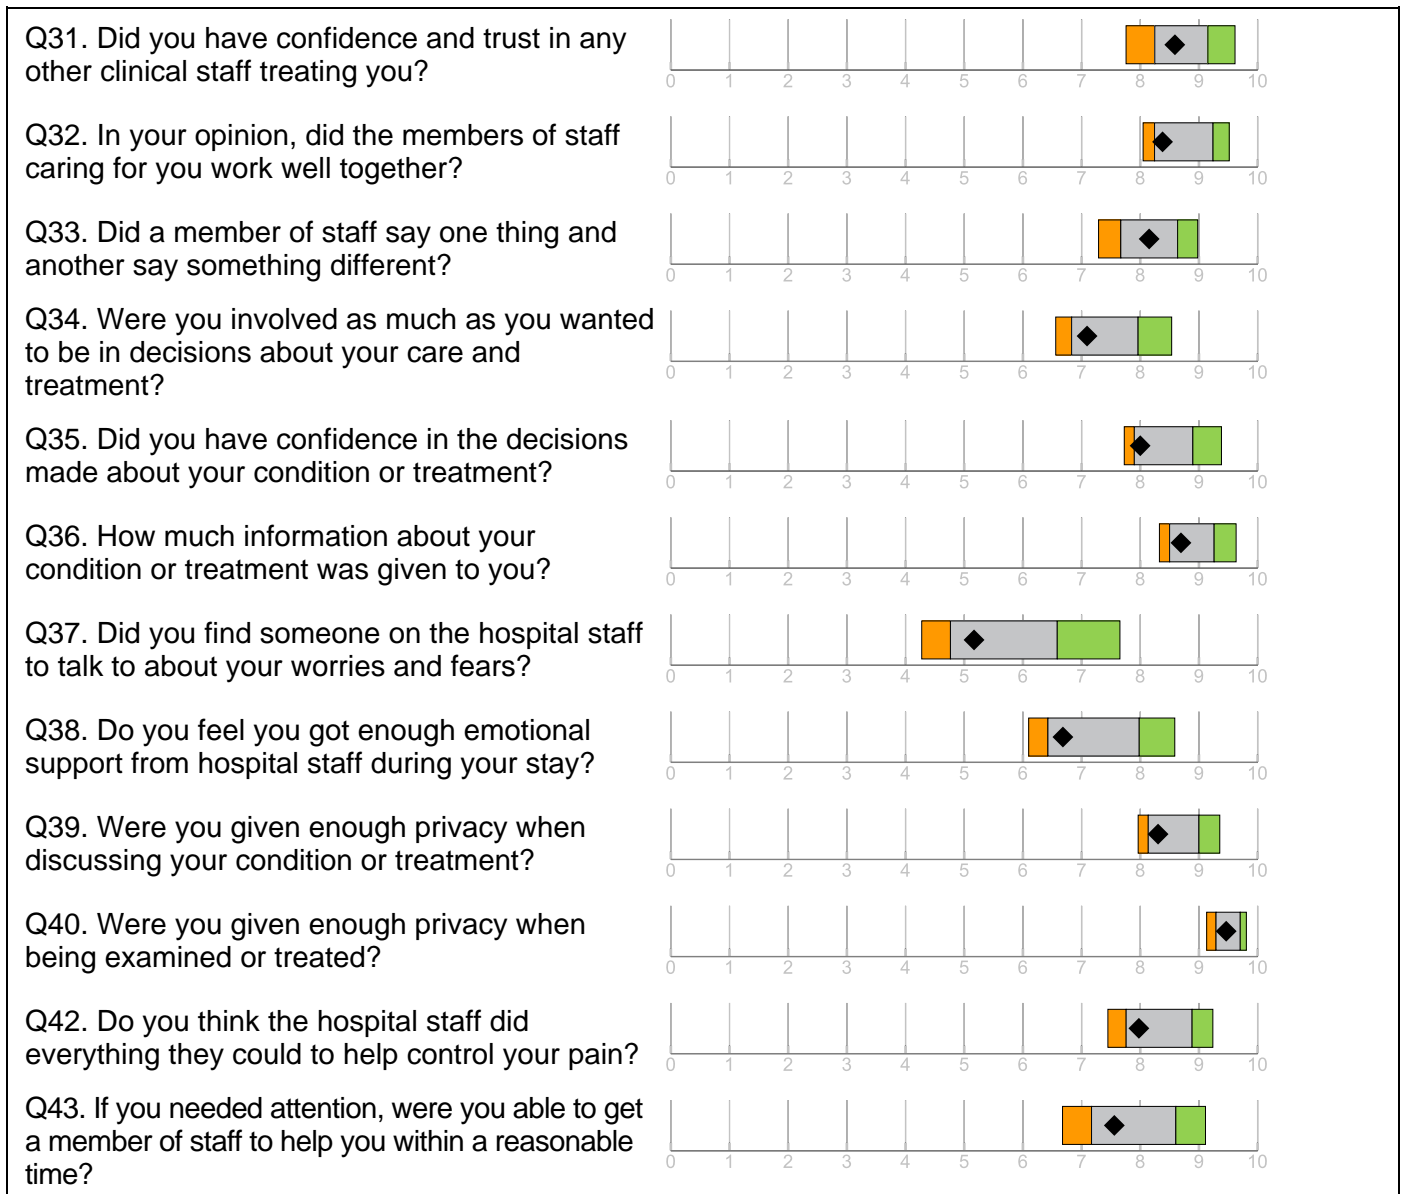 Q31. Did you have confidence and trust in any
other clinical staff treating you?
0 1 2 3 4 5 6 7 8 9 10
Q32. In your opinion, did the members of staff
caring for you work well together?
0 1 2 3 4 5 6 7 8 9 10
Q33. Did a member of staff say one thing and
another say something different?
0 1 2 3 4 5 6 7 8 9 10
Q34. Were you involved as much as you wanted
to be in decisions about your care and
treatment?
0 1 2 3 4 5 6 7 8 9 10
Q35. Did you have confidence in the decisions
made about your condition or treatment?
0 1 2 3 4 5 6 7 8 9 10
Q36. How much information about your
condition or treatment was given to you?
0 1 2 3 4 5 6 7 8 9 10
Q37. Did you find someone on the hospital staff
to talk to about your worries and fears?
0 1 2 3 4 5 6 7 8 9 10
Q38. Do you feel you got enough emotional
support from hospital staff during your stay?
0 1 2 3 4 5 6 7 8 9 10
Q39. Were you given enough privacy when
discussing your condition or treatment?
0 1 2 3 4 5 6 7 8 9 10
Q40. Were you given enough privacy when
being examined or treated?
0 1 2 3 4 5 6 7 8 9 10
Q42. Do you think the hospital staff did
everything they could to help control your pain?
0 1 2 3 4 5 6 7 8 9 10
Q43. If you needed attention, were you able to get
a member of staff to help you within a reasonable
time?
0 1 2 3 4 5 6 7 8 9 10